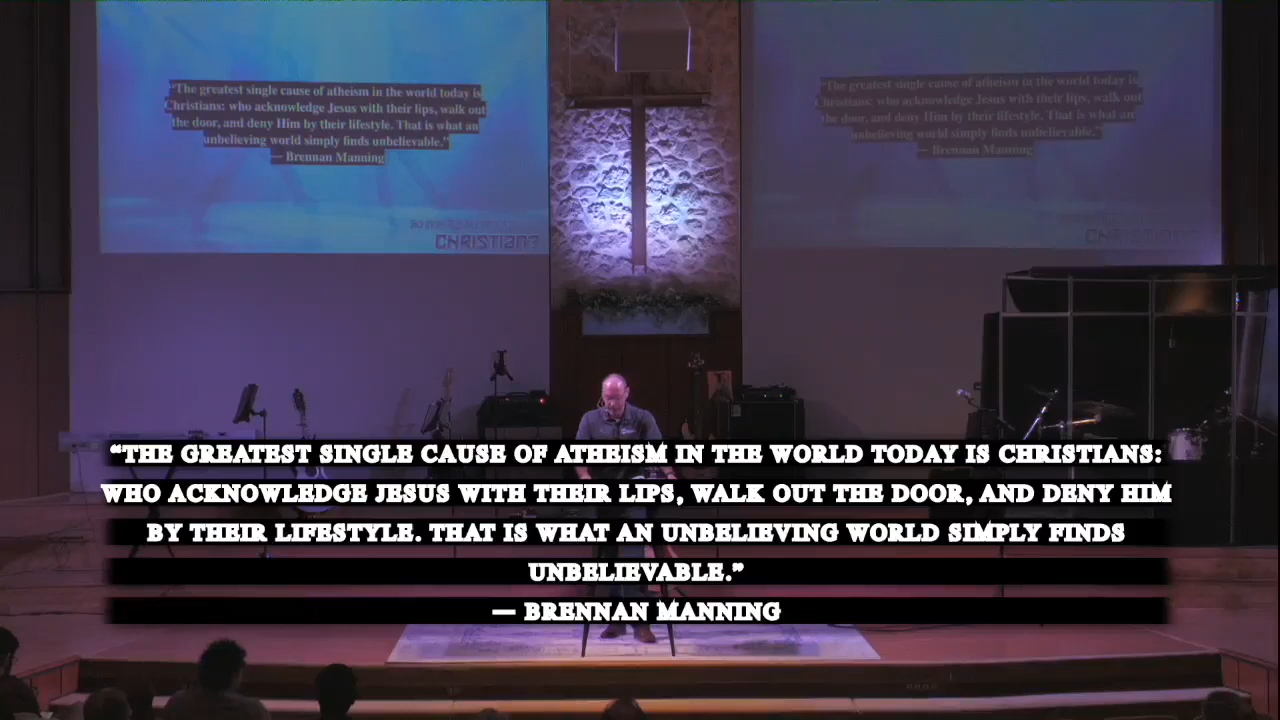 "The greatest single cause of atheism in the world today is
Christians: who acknowledge Jesus with their lips, walk out
the door, and deny Him by their lifestyle. That is what an
unbelieving world simply finds unbelievable."
— Brennan Manning
CHRISTIAN?
"The greatest single cause of atheism in the world today is
Christians: who acknowledge Jesus with their lips, walk out
the door, and deny Him by their lifestyle. That is what an
unbelieving world simply finds unbelievable."
— Brennan Manning
CHRISTIAN?
“THE GREATEST SINGLE CAUSE OF ATHEISM IN THE WORLD TODAY IS CHRISTIANS:
WHO ACKNOWLEDGE JESUS WITH THEIR LIPS, WALK OUT THE DOOR, AND DENY HIM
BY THEIR LIFESTYLE. THAT IS WHAT AN UNBELIEVING WORLD SIMPLY FINDS
UNBELIEVABLE.”
— BRENNAN MANNING